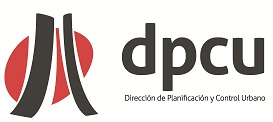 dpcu
Dirección de Planificación y Control Urbano